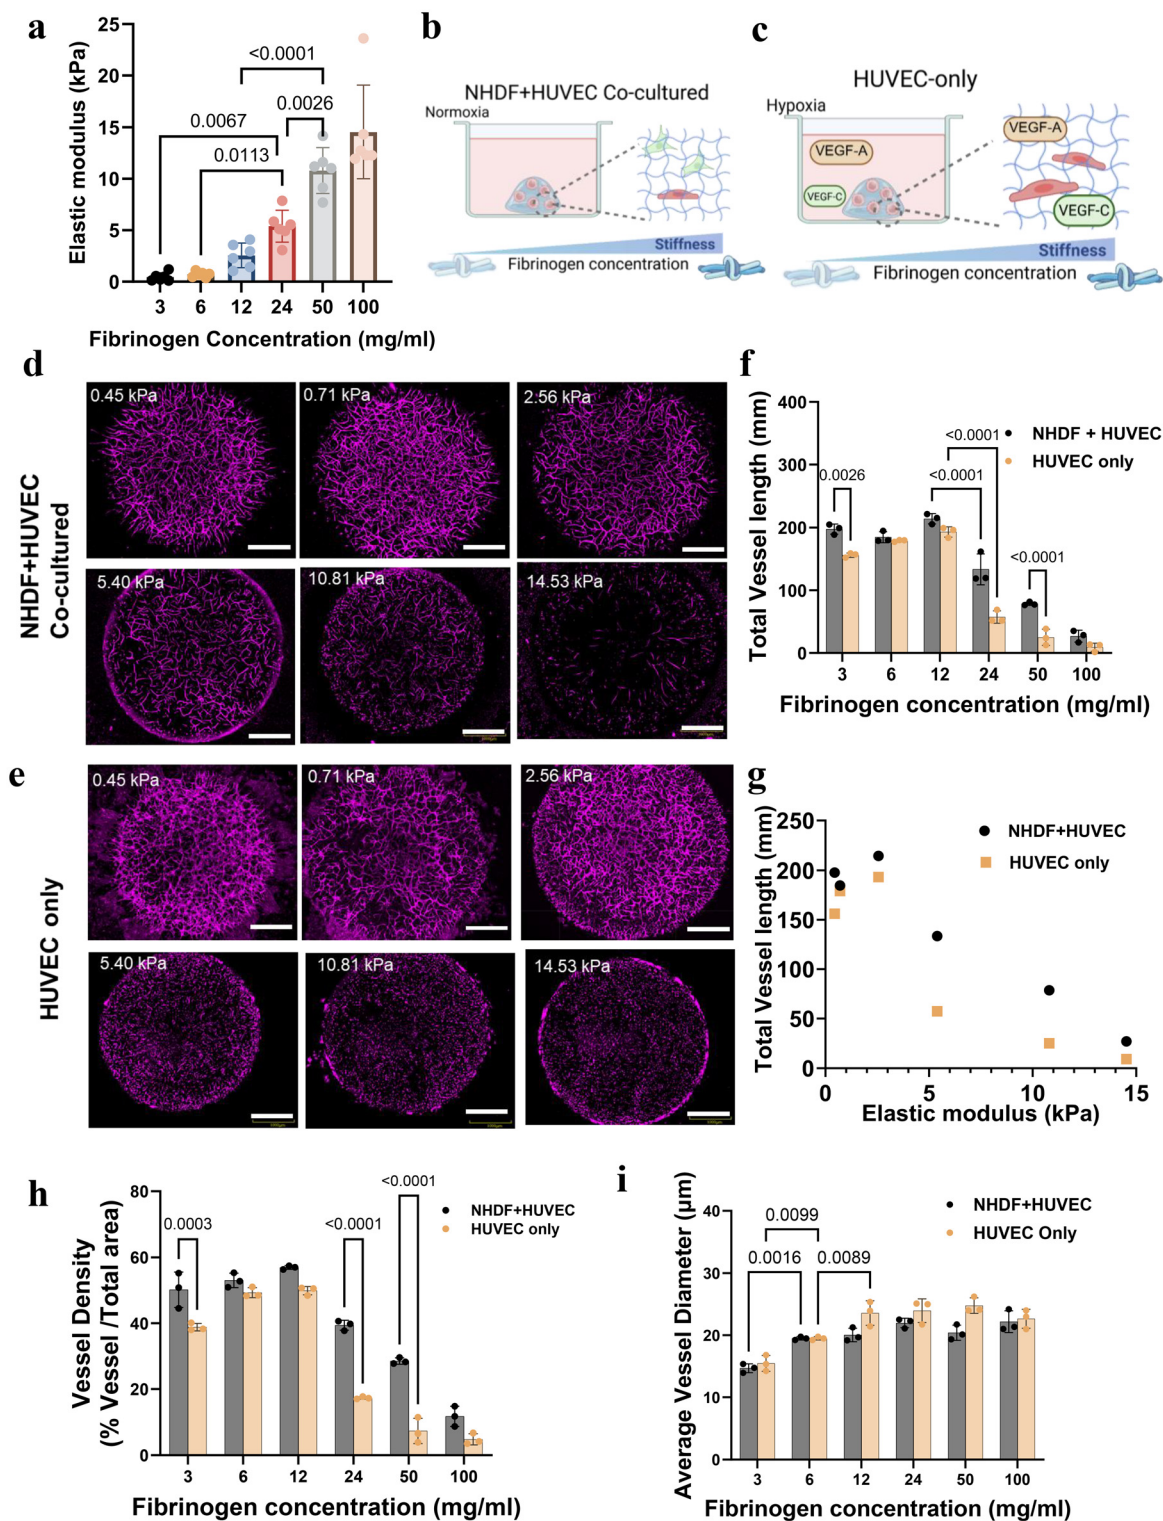 a
Elastic modulus (kPa)
25
20
15
10
5
0
<0.0001
0.0026
0.0067
0.0113
3 6 12 24 50 100
Fibrinogen Concentration (mg/ml)
b
NHDF+HUVEC Co-cultured
Normoxia
Stiffness
Fibrinogen concentration
c
HUVEC-only
Hypoxia
VEGF-A
VEGF-C
VEGF-A
VEGF-C
Stiffness
Fibrinogen concentration
d
NHDF+HUVEC
Co-cultured
0.45 kPa
0.71 kPa
2.56 kPa
5.40 kPa
10.81 kPa
14.53 kPa
e
HUVEC only
0.45 kPa
0.71 kPa
2.56 kPa
5.40 kPa
10.81 kPa
14.53 kPa
f
Total Vessel length (mm)
400
300
200
100
0
NHDF + HUVEC
HUVEC only
0.0026
<0.0001
<0.0001
<0.0001
3 6 12 24 50 100
Fibrinogen concentration (mg/ml)
g
Total Vessel length (mm)
250
200
150
100
50
0
NHDF+HUVEC
HUVEC only
0 5 10 15
Elastic modulus (kPa)
h
Vessel Density
(% Vessel /Total area)
80
60
40
20
0
NHDF+HUVEC
HUVEC only
0.0003
<0.0001
<0.0001
3 6 12 24 50 100
Fibrinogen concentration (mg/ml)
i
Average Vessel Diameter (µm)
40
30
20
10
0
NHDF+HUVEC
HUVEC Only
0.0099
0.0016
0.0089
3 6 12 24 50 100
Fibrinogen concentration (mg/ml)